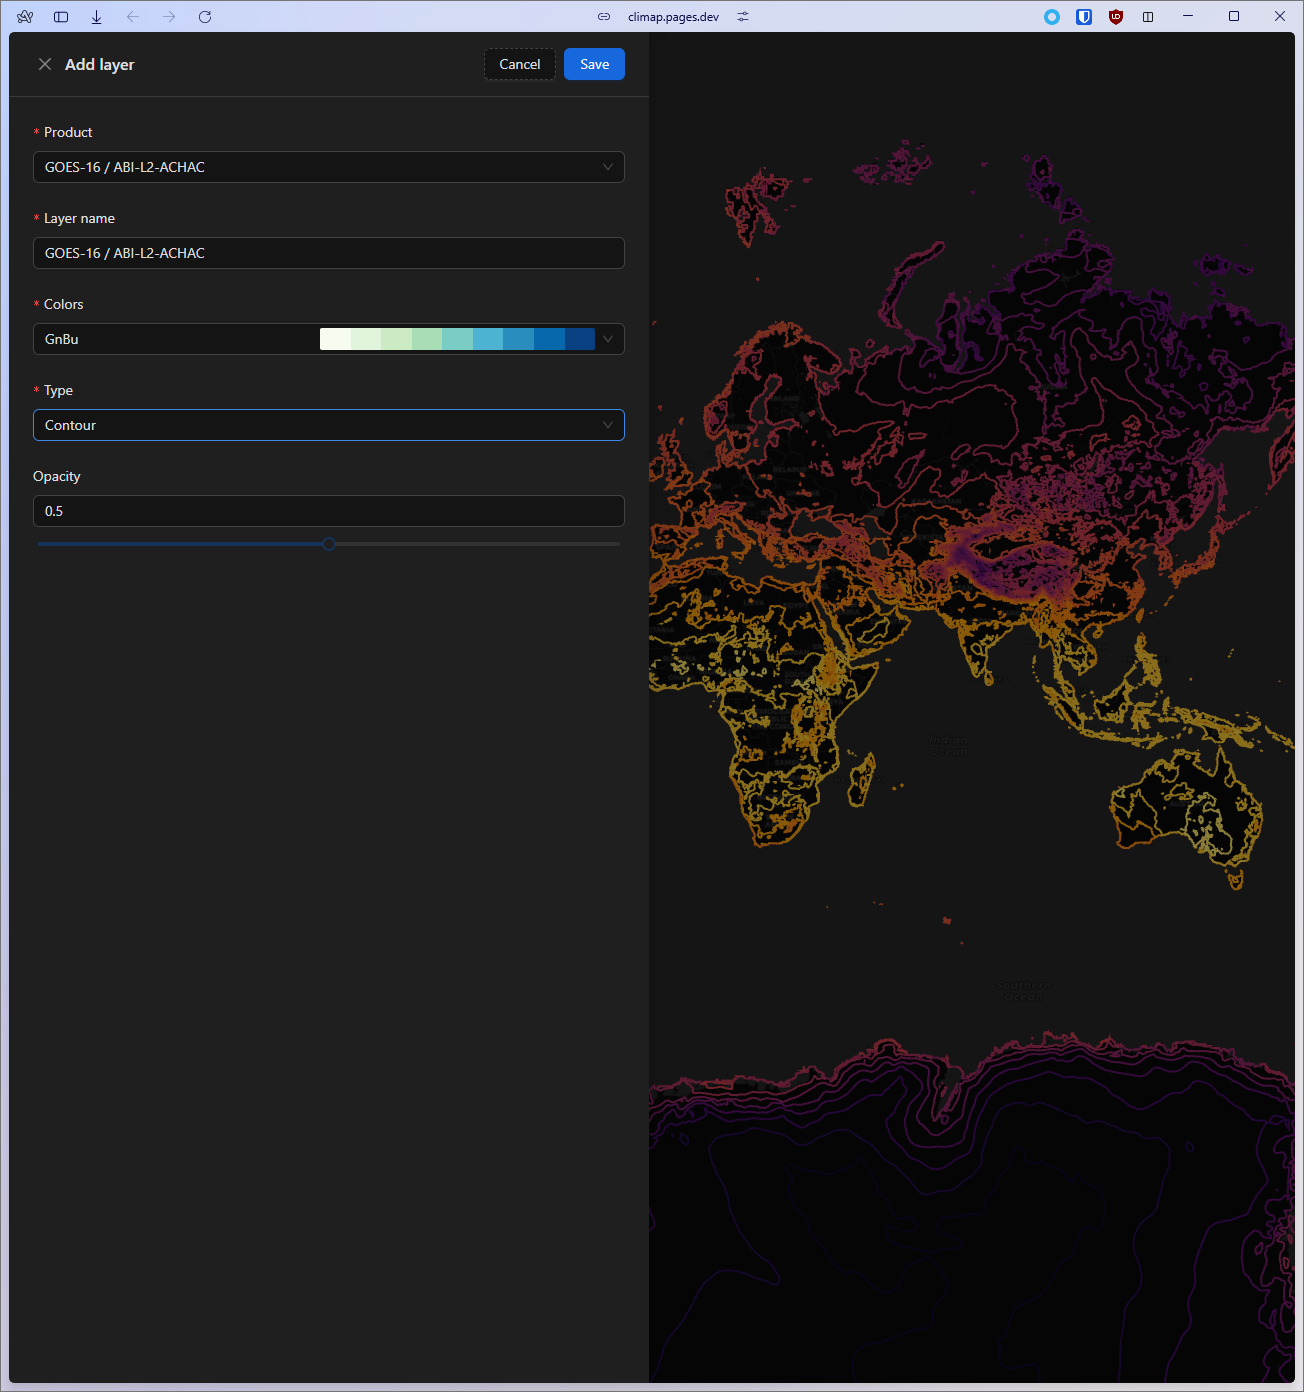 climap.pages.dev
Add layer
Cancel
Save
* Product
GOES-16 / ABI-L2-ACHAC
* Layer name
GOES-16 / ABI-L2-ACHAC
* Colors
GnBu
* Type
Contour
Opacity
0.5
Indian
Ocean
Southern
Ocean